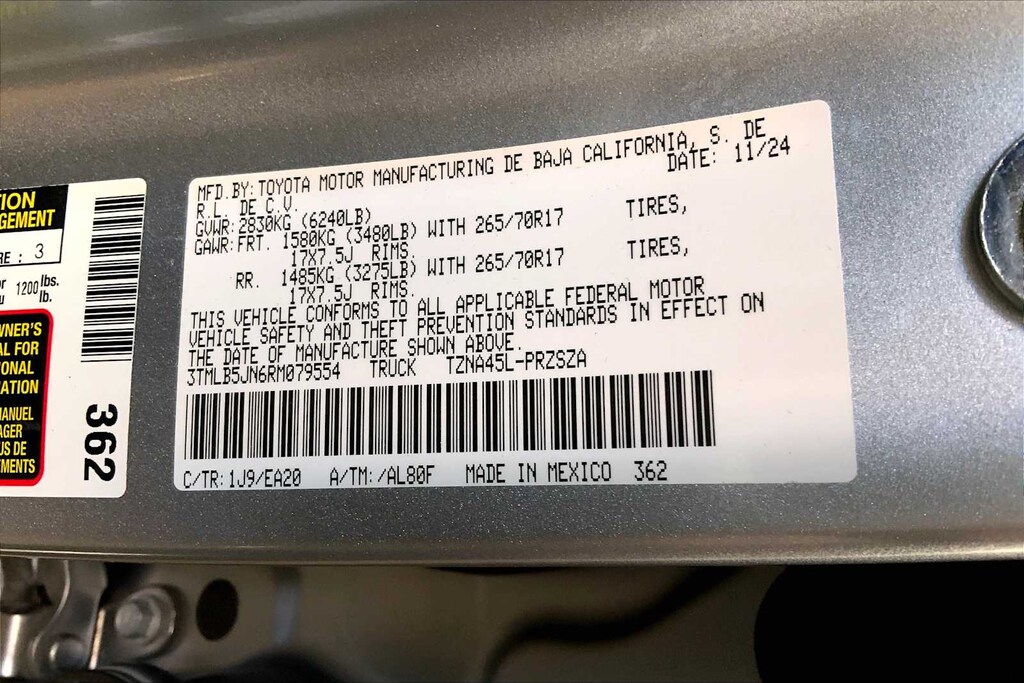 TION
GEMENT
RE : 3
or 1200 lbs.
u lb.
WNER'S
AL FOR
IONAL
ATION
MANUEL
AGER
US DE
EMENTS
362
MFD.BY: TOYOTA MOTOR MANUFACTURING DE BAJA CALIFORNIA, S. DE
R.L. DE C.V. DATE: 11/24
GVWR:2830KG (6240LB)
GAWR:FRT. 1580KG (3480LB) WITH 265/70R17 TIRES,
17X7.5J RIMS.
RR. 1485KG (3275LB) WITH 265/70R17 TIRES,
17X7.5J RIMS.
THIS VEHICLE CONFORMS TO ALL APPLICABLE FEDERAL MOTOR
VEHICLE SAFETY AND THEFT PREVENTION STANDARDS IN EFFECT ON
THE DATE OF MANUFACTURE SHOWN ABOVE.
3TMLB5JN6RM079554 TRUCK TZNA45L-PRZSZA
C/TR: 1J9/EA20 A/TM: /AL80F MADE IN MEXICO 362